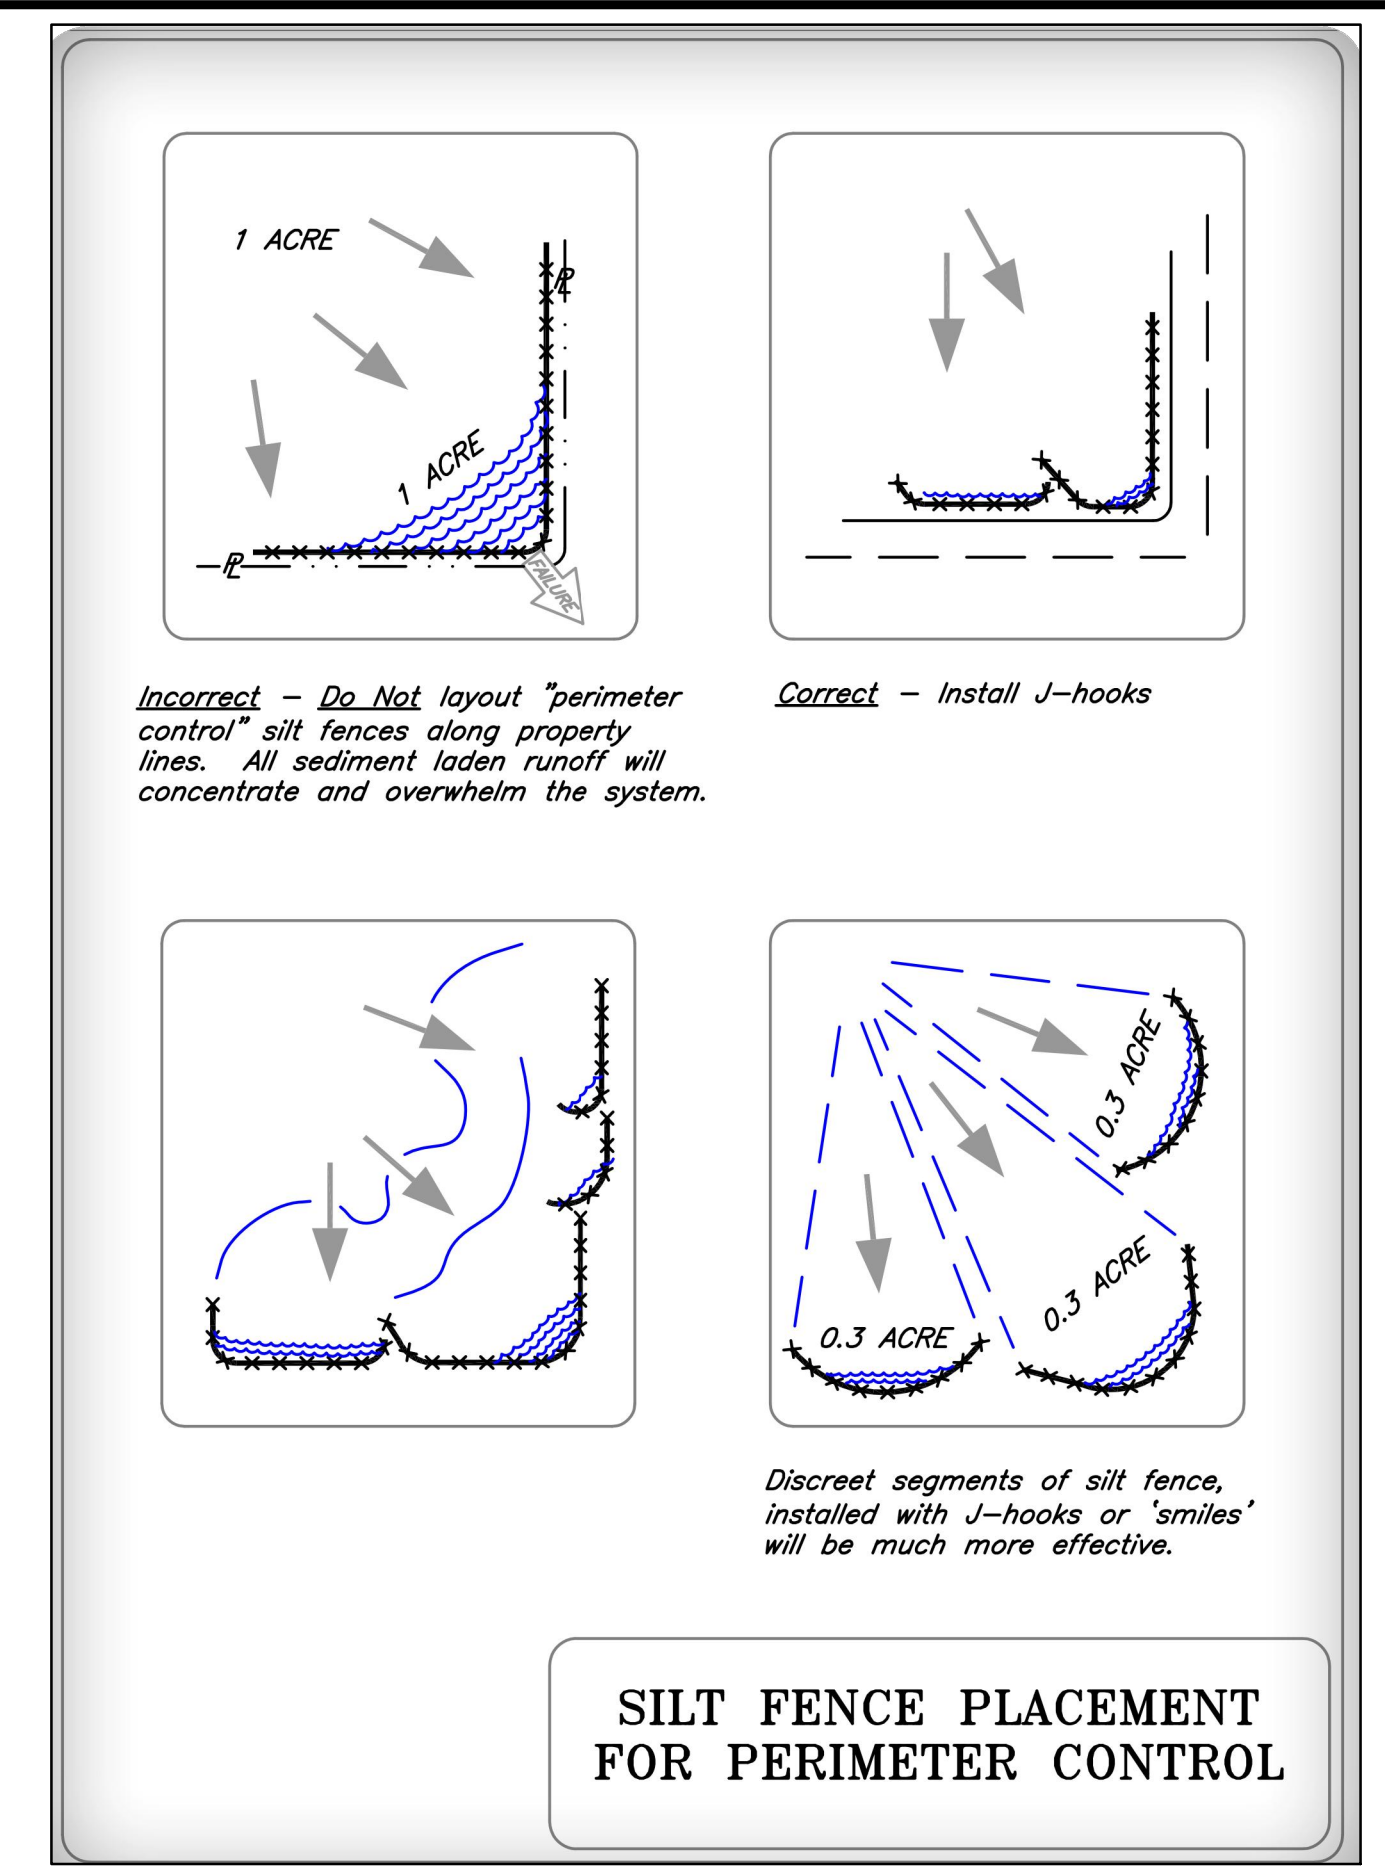 1 ACRE
PL
1 ACRE
PL
FAILURE
Incorrect – Do Not layout "perimeter
control" silt fences along property
lines. All sediment laden runoff will
concentrate and overwhelm the system.
Correct – Install J–hooks
0.3 ACRE
0.3 ACRE
0.3 ACRE
Discreet segments of silt fence,
installed with J–hooks or 'smiles'
will be much more effective.
SILT FENCE PLACEMENT
FOR PERIMETER CONTROL